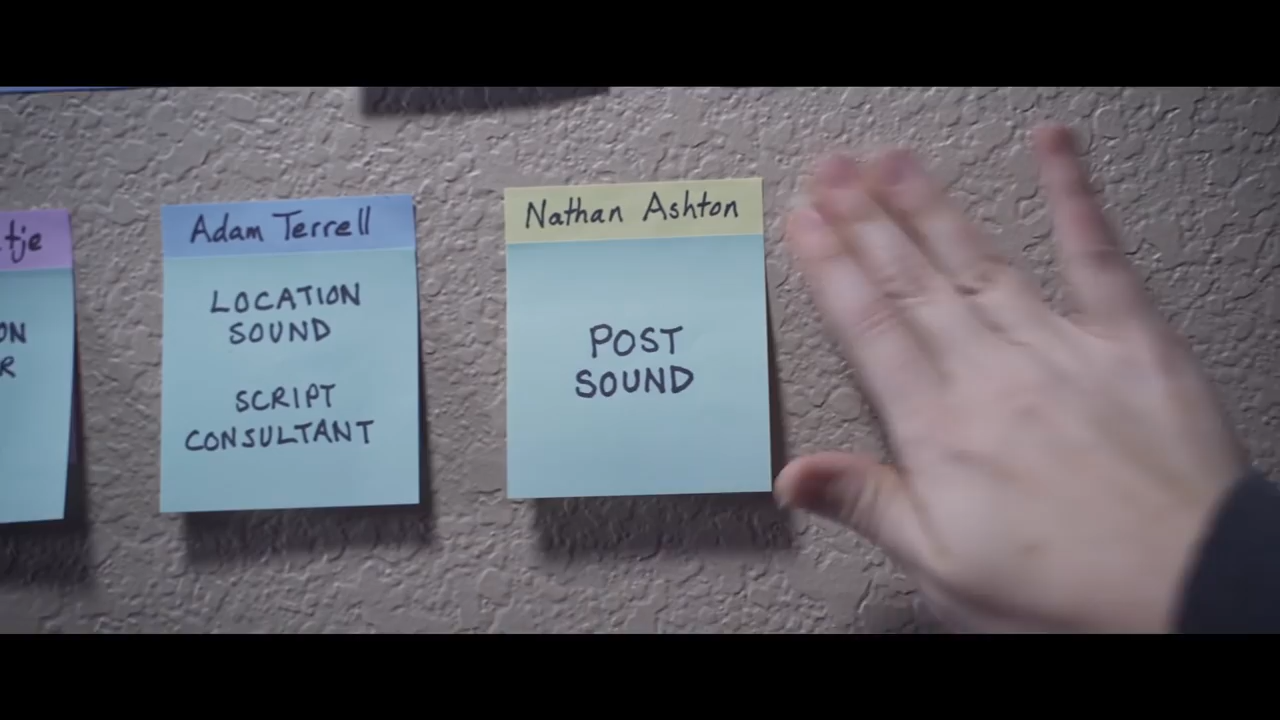 Adam Terrell
LOCATION
SOUND
SCRIPT
CONSULTANT
Nathan Ashton
POST
SOUND